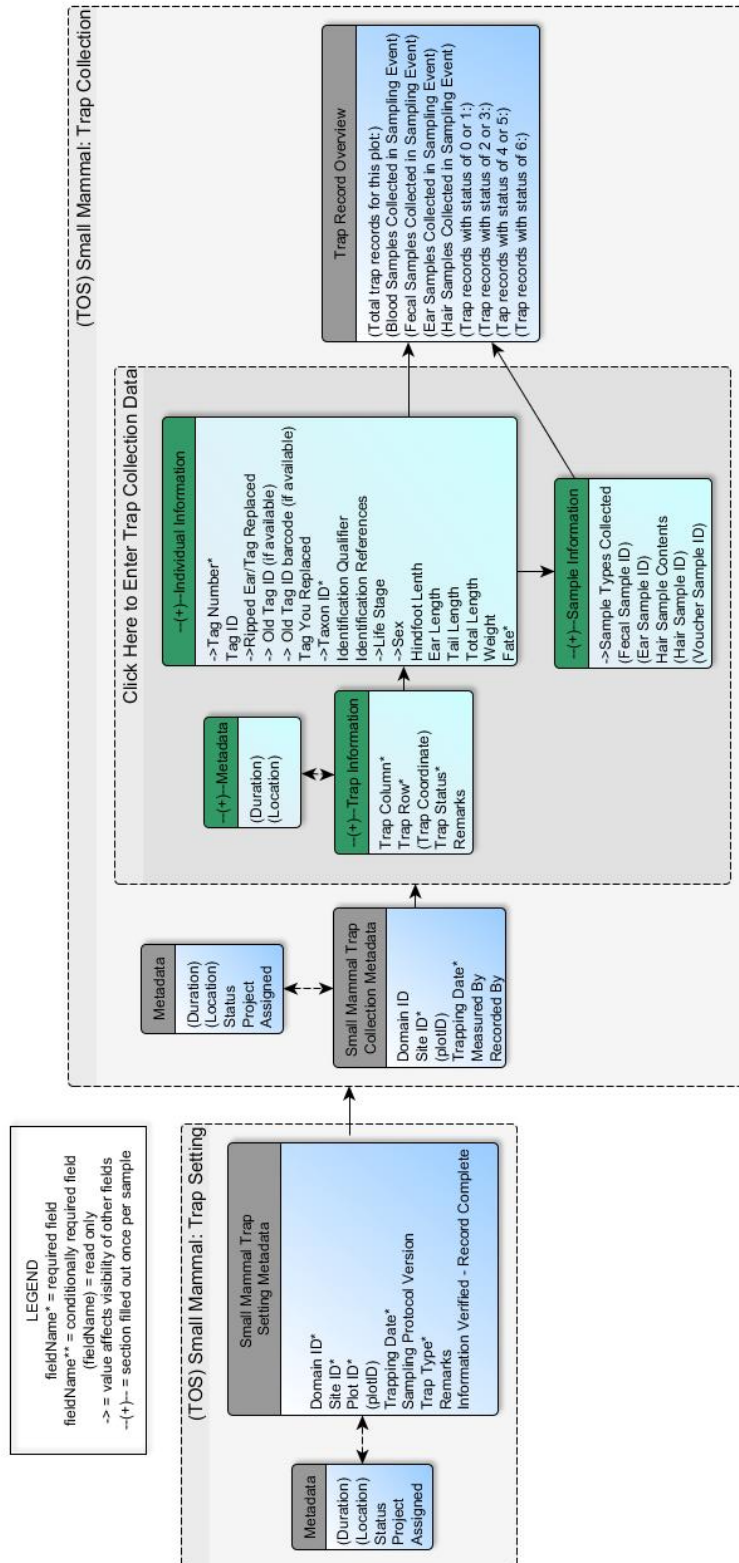 LEGEND
fieldName* = required field
fieldName** = conditionally required field
(fieldName) = read only
-> = value affects visibility of other fields
--(+)-- = section filled out once per sample
(TOS) Small Mammal: Trap Setting
Metadata
(Duration)
(Location)
Status
Project
Assigned
Small Mammal Trap
Setting Metadata
Domain ID*
Site ID*
Plot ID*
(plotID)
Trapping Date*
Sampling Protocol Version
Trap Type*
Remarks
Information Verified - Record Complete
(TOS) Small Mammal: Trap Collection
Metadata
(Duration)
(Location)
Status
Project
Assigned
Small Mammal Trap
Collection Metadata
Domain ID
Site ID*
(plotID)
Trapping Date*
Measured By
Recorded By
Click Here to Enter Trap Collection Data
--(+)--Metadata
(Duration)
(Location)
--(+)--Trap Information
Trap Column*
Trap Row*
(Trap Coordinate)
Trap Status*
Remarks
--(+)--Individual Information
->Tag Number*
Tag ID
->Ripped Ear/Tag Replaced
-> Old Tag ID (if available)
-> Old Tag ID barcode (if available)
Tag You Replaced
->Taxon ID*
Identification Qualifier
Identification References
->Life Stage
->Sex
Hindfoot Lenth
Ear Length
Tail Length
Total Length
Weight
Fate*
--(+)--Sample Information
->Sample Types Collected
(Fecal Sample ID)
(Ear Sample ID)
Hair Sample Contents
(Hair Sample ID)
(Voucher Sample ID)
Trap Record Overview
(Total trap records for this plot:)
(Blood Samples Collected in Sampling Event)
(Fecal Samples Collected in Sampling Event)
(Ear Samples Collected in Sampling Event)
(Hair Samples Collected in Sampling Event)
(Trap records with status of 0 or 1:)
(Trap records with status of 2 or 3:)
(Tap records with status of 4 or 5:)
(Trap records with status of 6:)